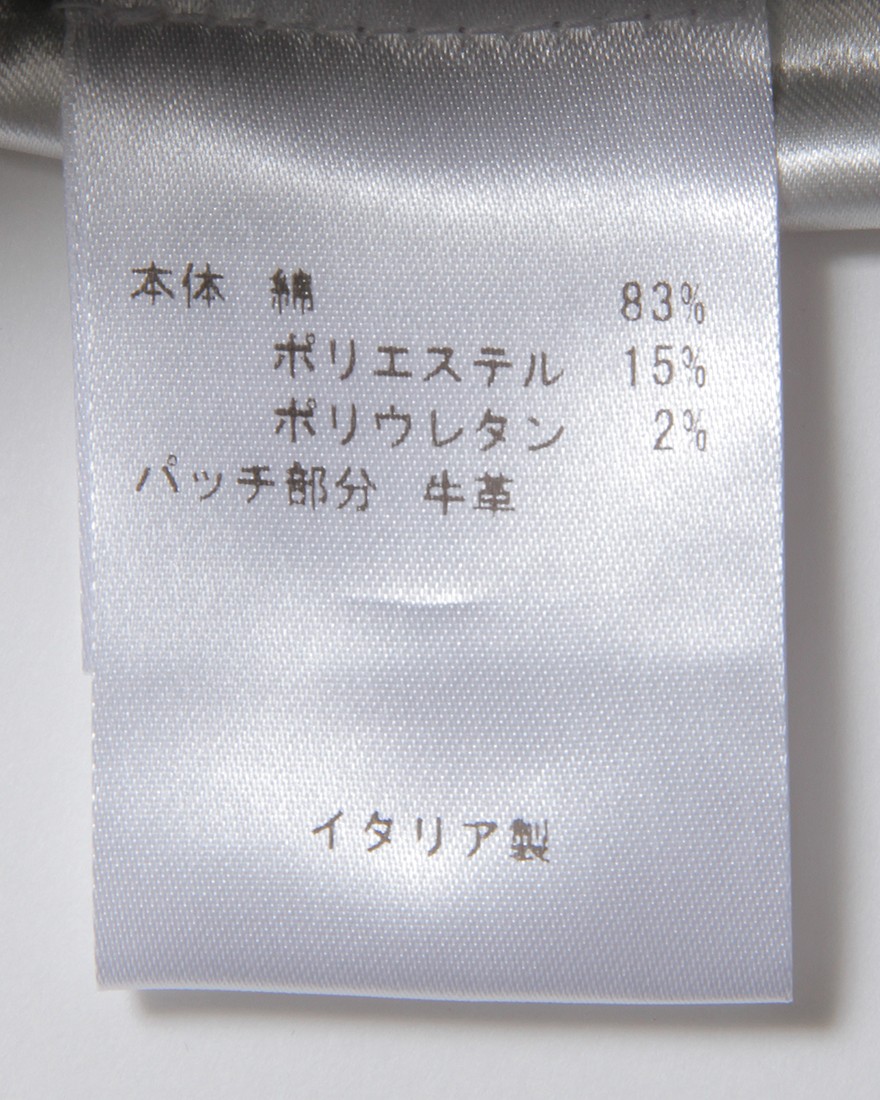 本体 綿 83%
ポリエステル 15%
ポリウレタン 2%
パッチ部分 牛革
イタリア製